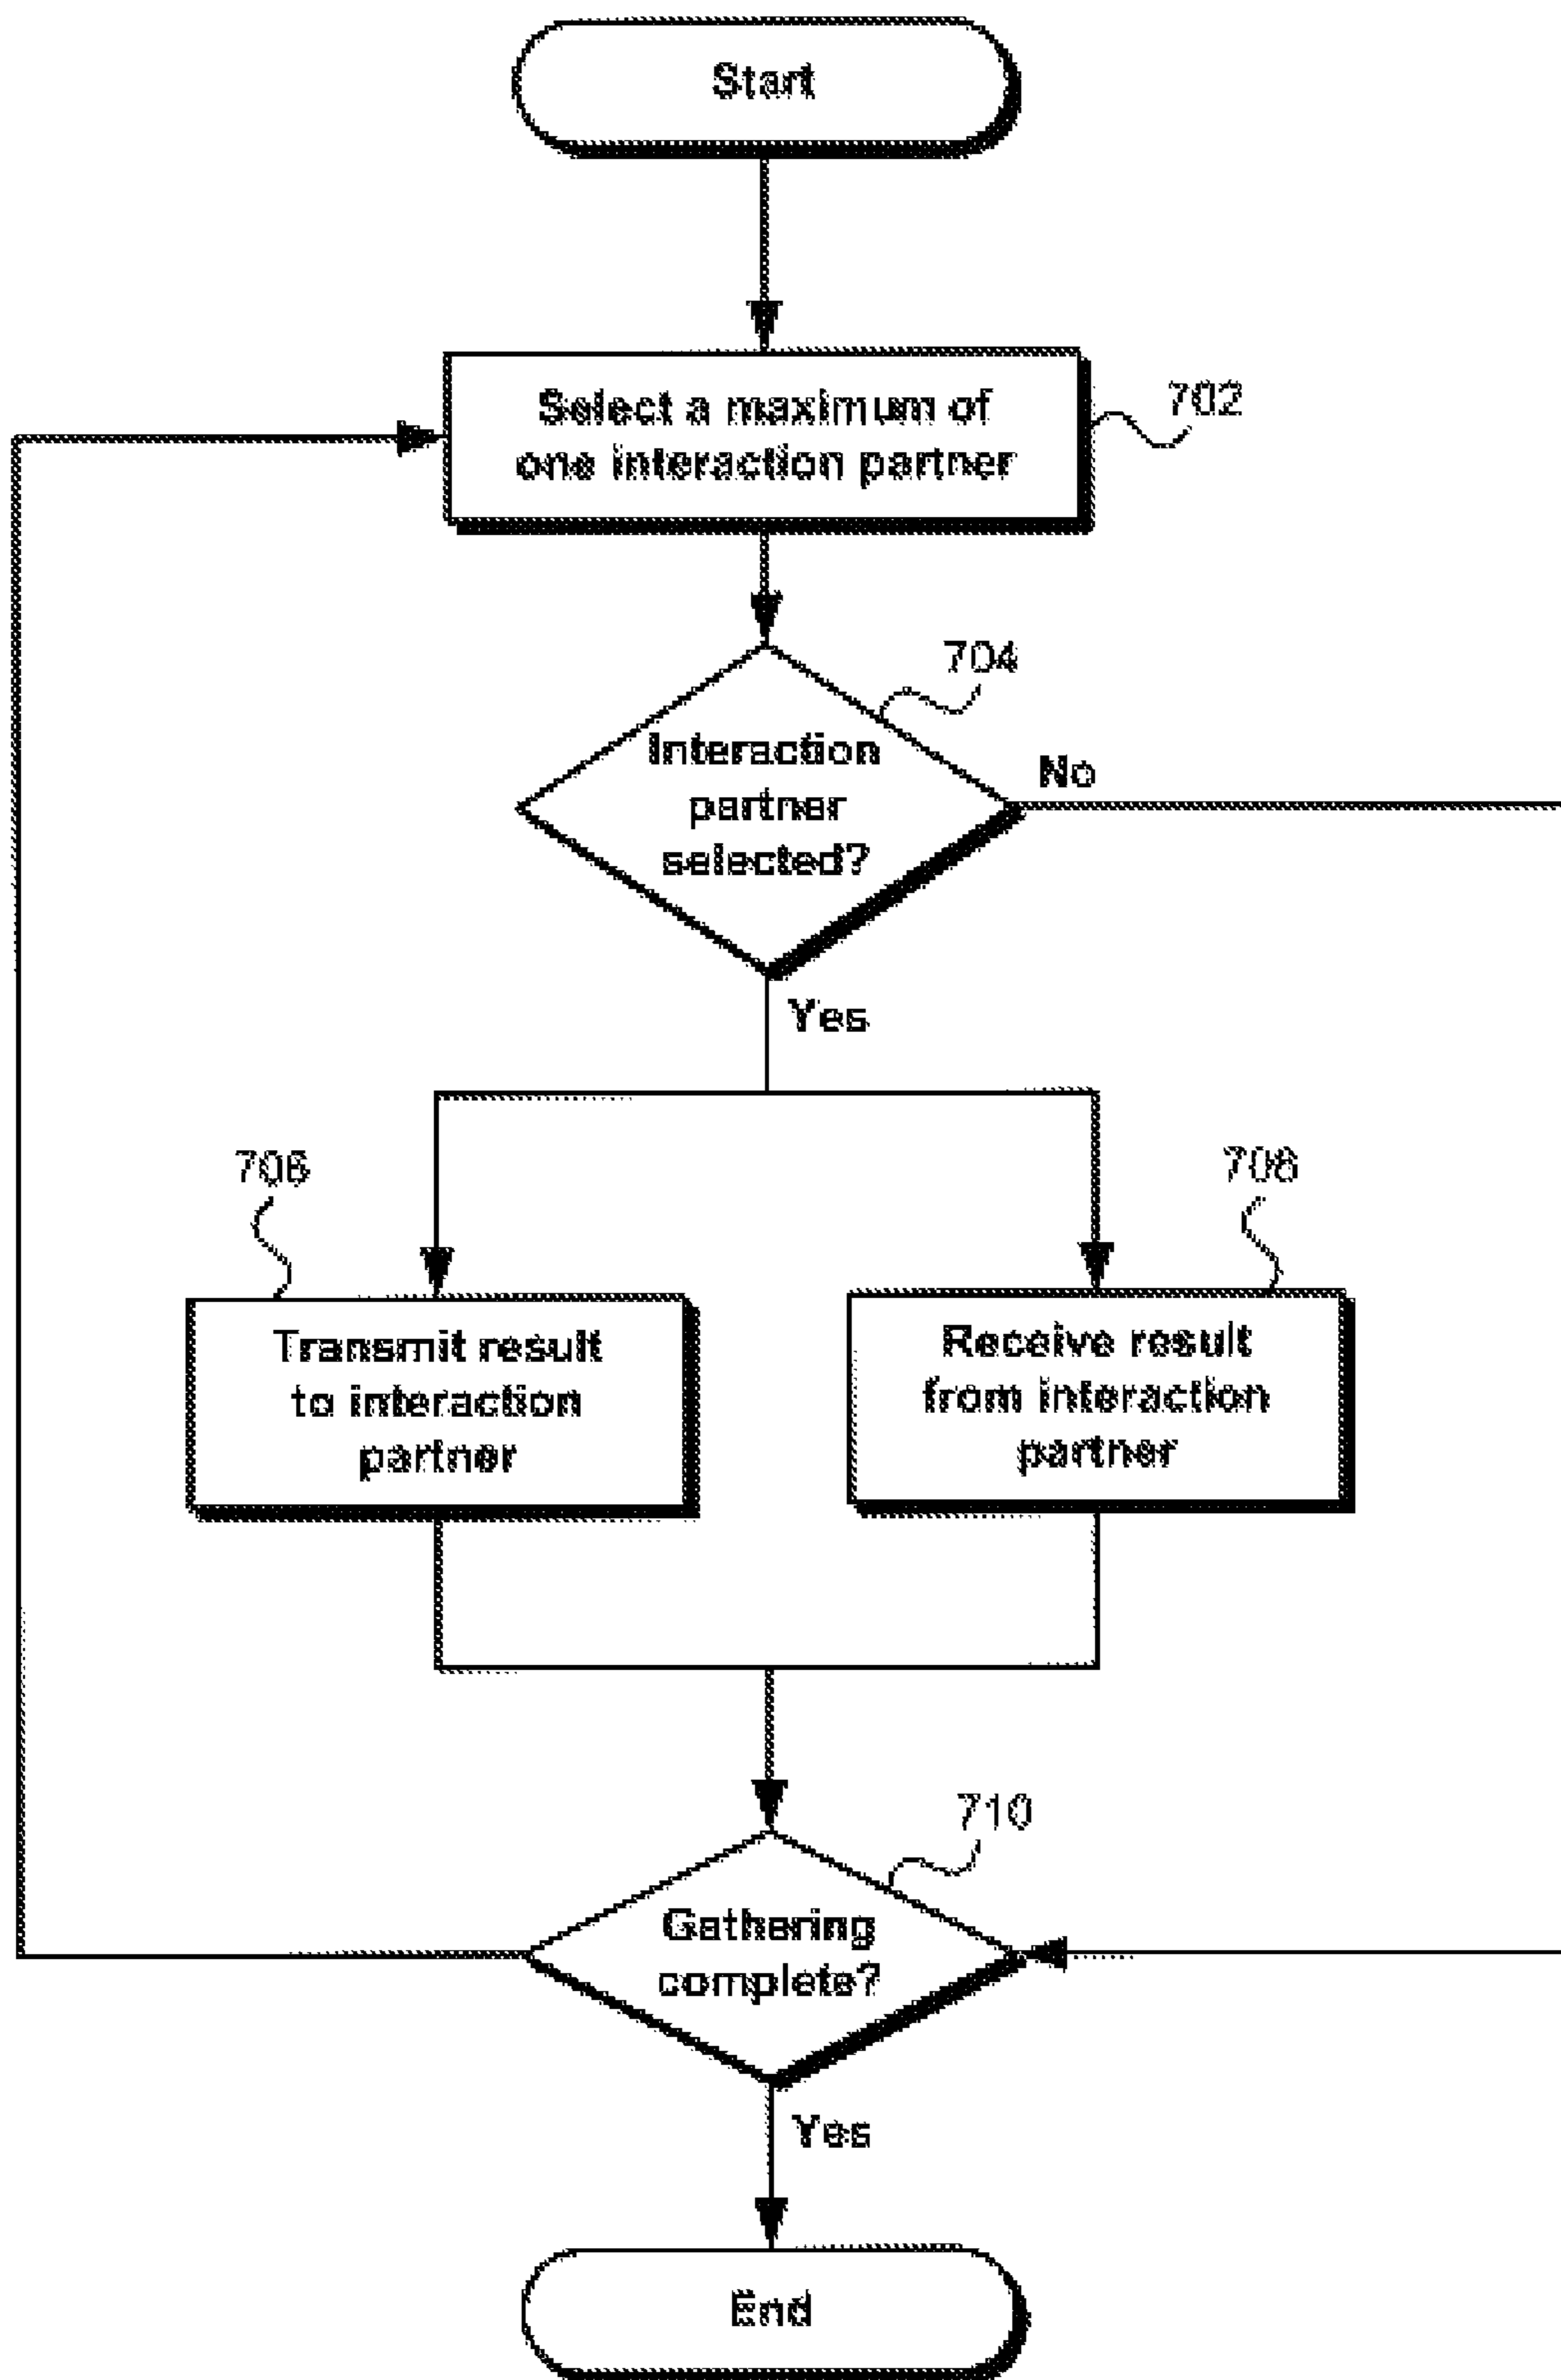 Start
Select a maximum of
one interaction partner
702
704
Interaction
partner
selected?
No
Yes
706
708
Transmit result
to interaction
partner
Receive result
from interaction
partner
710
Gathering
complete?
Yes
End